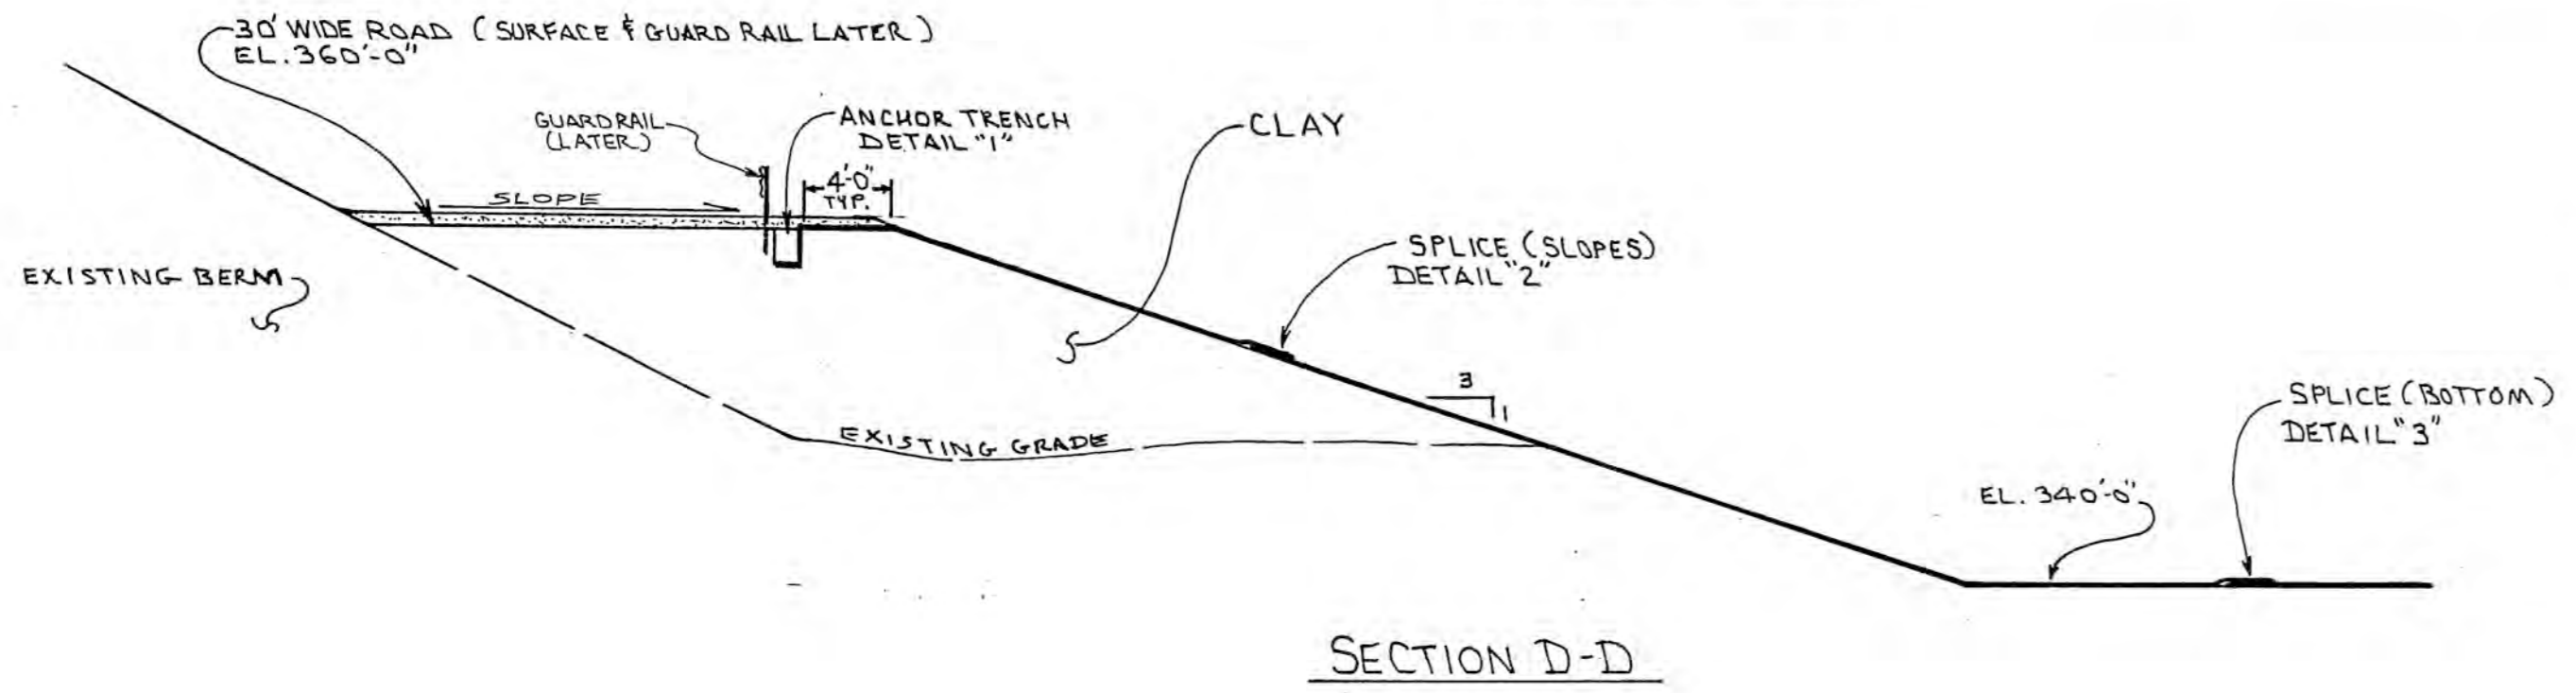 30' WIDE ROAD (SURFACE & GUARD RAIL LATER)
EL. 360'-0"
GUARDRAIL
(LATER)
ANCHOR TRENCH
DETAIL "1"
CLAY
4'-0"
TYP.
SLOPE
EXISTING BERM
SPLICE (SLOPES)
DETAIL "2"
3
1
SPLICE (BOTTOM)
DETAIL "3"
EXISTING GRADE
EL. 340'-0"
SECTION D-D